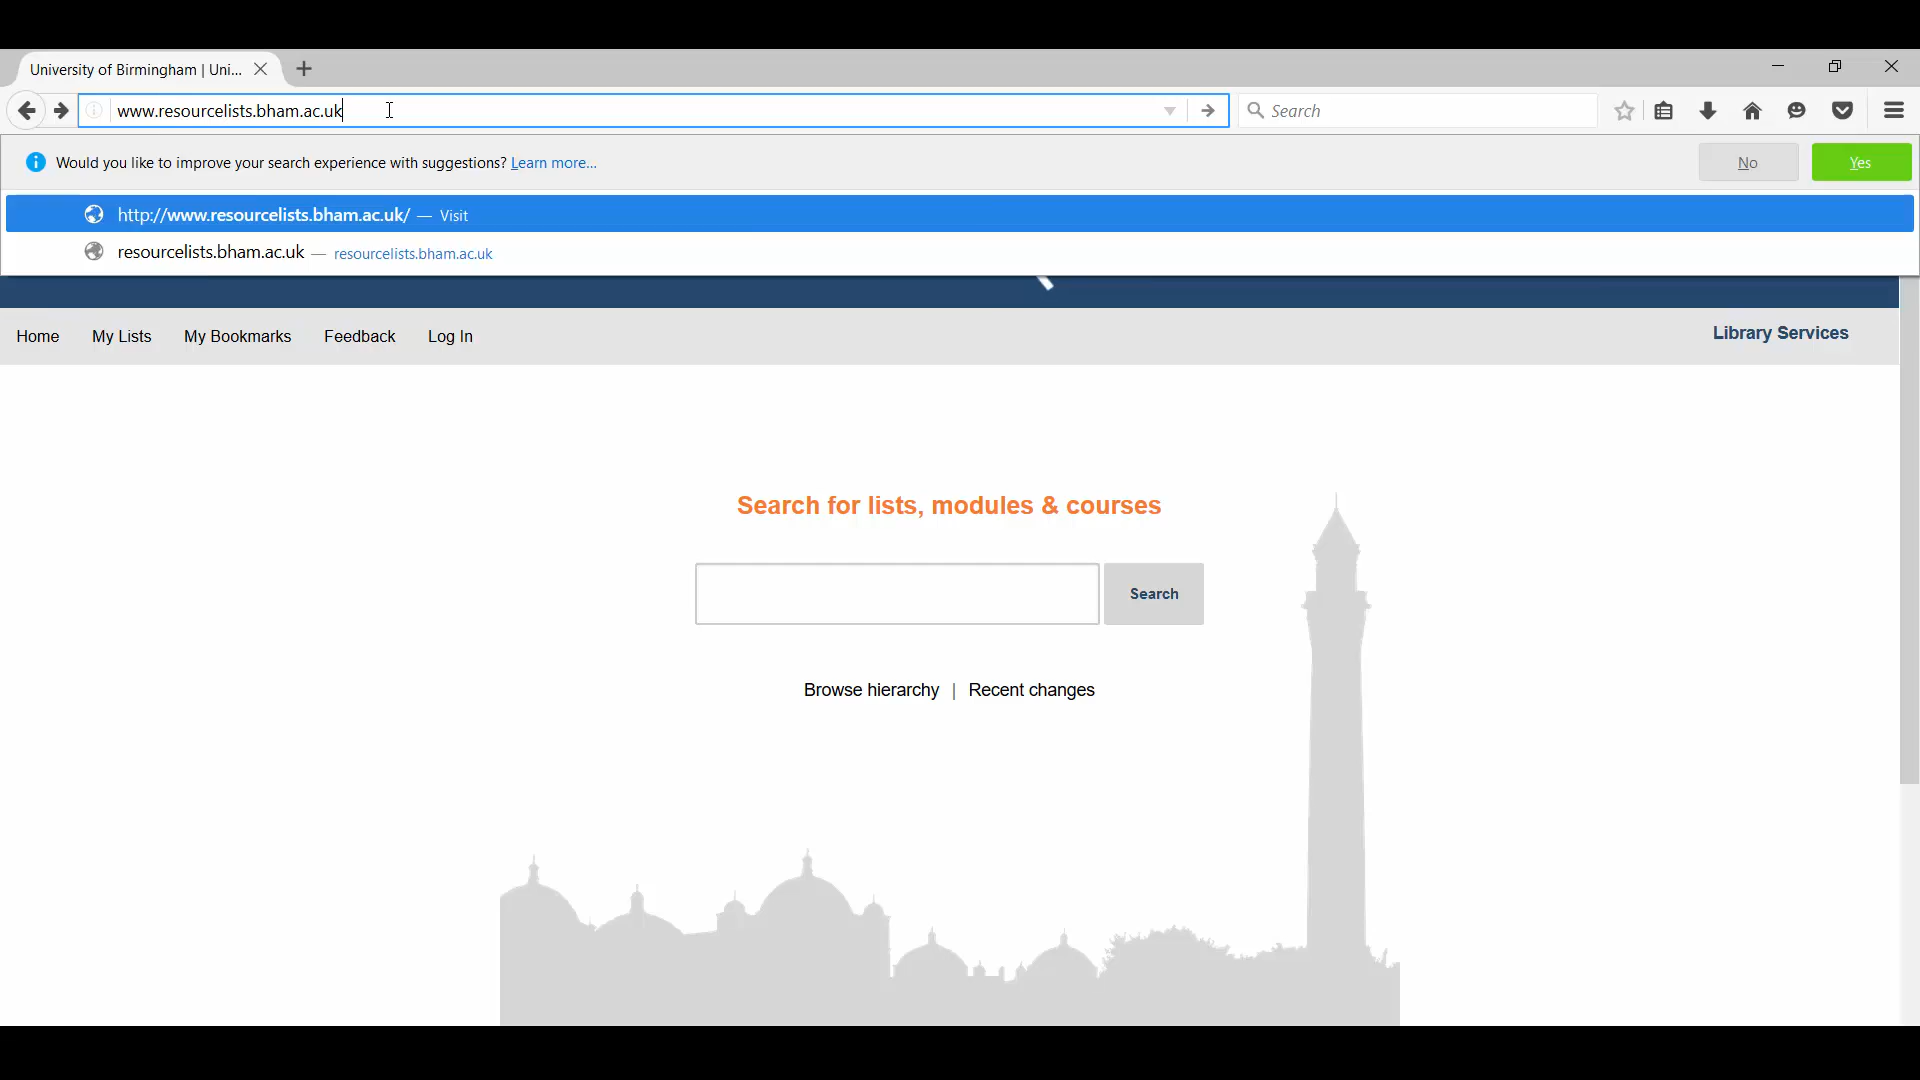 University of Birmingham | Uni...
www.resourcelists.bham.ac.uk
Search
Would you like to improve your search experience with suggestions? Learn more...
No
Yes
http://www.resourcelists.bham.ac.uk/ — Visit
resourcelists.bham.ac.uk — resourcelists.bham.ac.uk
Home
My Lists
My Bookmarks
Feedback
Log In
Library Services
Search for lists, modules & courses
Search
Browse hierarchy | Recent changes